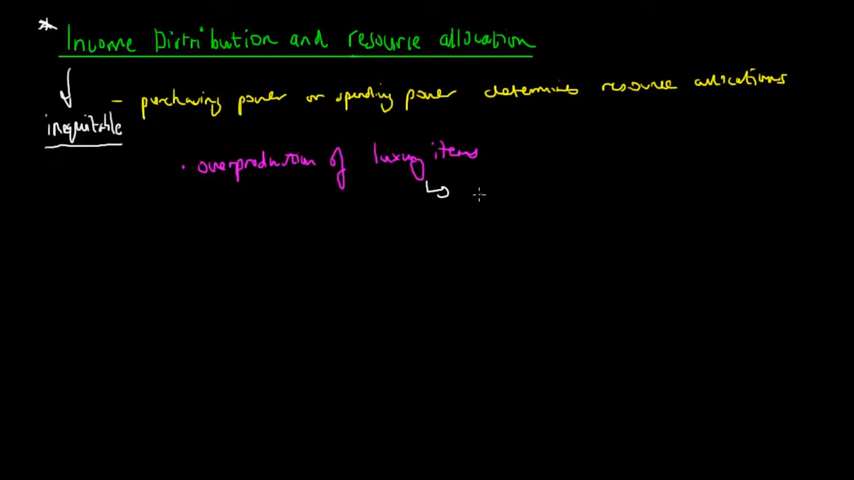 * Income Distribution and resource allocation
- purchasing power or spending power determines resource allocations
inequitable
. overproduction of luxury items